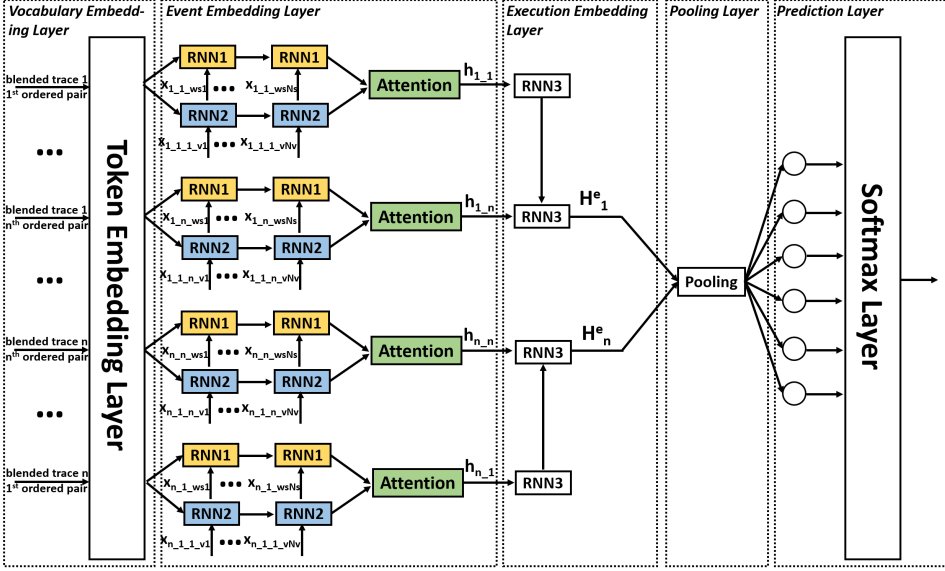 Vocabulary Embedd-
ing Layer
Event Embedding Layer
Execution Embedding
Layer
Pooling Layer
Prediction Layer
Token Embedding Layer
blended trace 1
1st ordered pair
...
blended trace 1
nth ordered pair
...
blended trace n
nth ordered pair
...
blended trace n
1st ordered pair
RNN1 RNN1
x1_1_ws1 ... x1_1_wsNs
RNN2 RNN2
x1_1_1_v1 ... x1_1_1_vNv
Attention
h1_1
RNN3
RNN1 RNN1
x1_n_ws1 ... x1_n_wsNs
RNN2 RNN2
x1_1_n_v1 ... x1_1_n_vNv
Attention
h1_n
RNN3
He1
RNN1 RNN1
xn_n_ws1 ... xn_n_wsNs
RNN2 RNN2
xn_1_n_v1 ... xn_1_n_vNv
Attention
hn_n
RNN3
Hen
RNN1 RNN1
xn_1_ws1 ... xn_1_wsNs
RNN2 RNN2
xn_1_1_v1 ... xn_1_1_vNv
Attention
hn_1
RNN3
Pooling
Softmax Layer